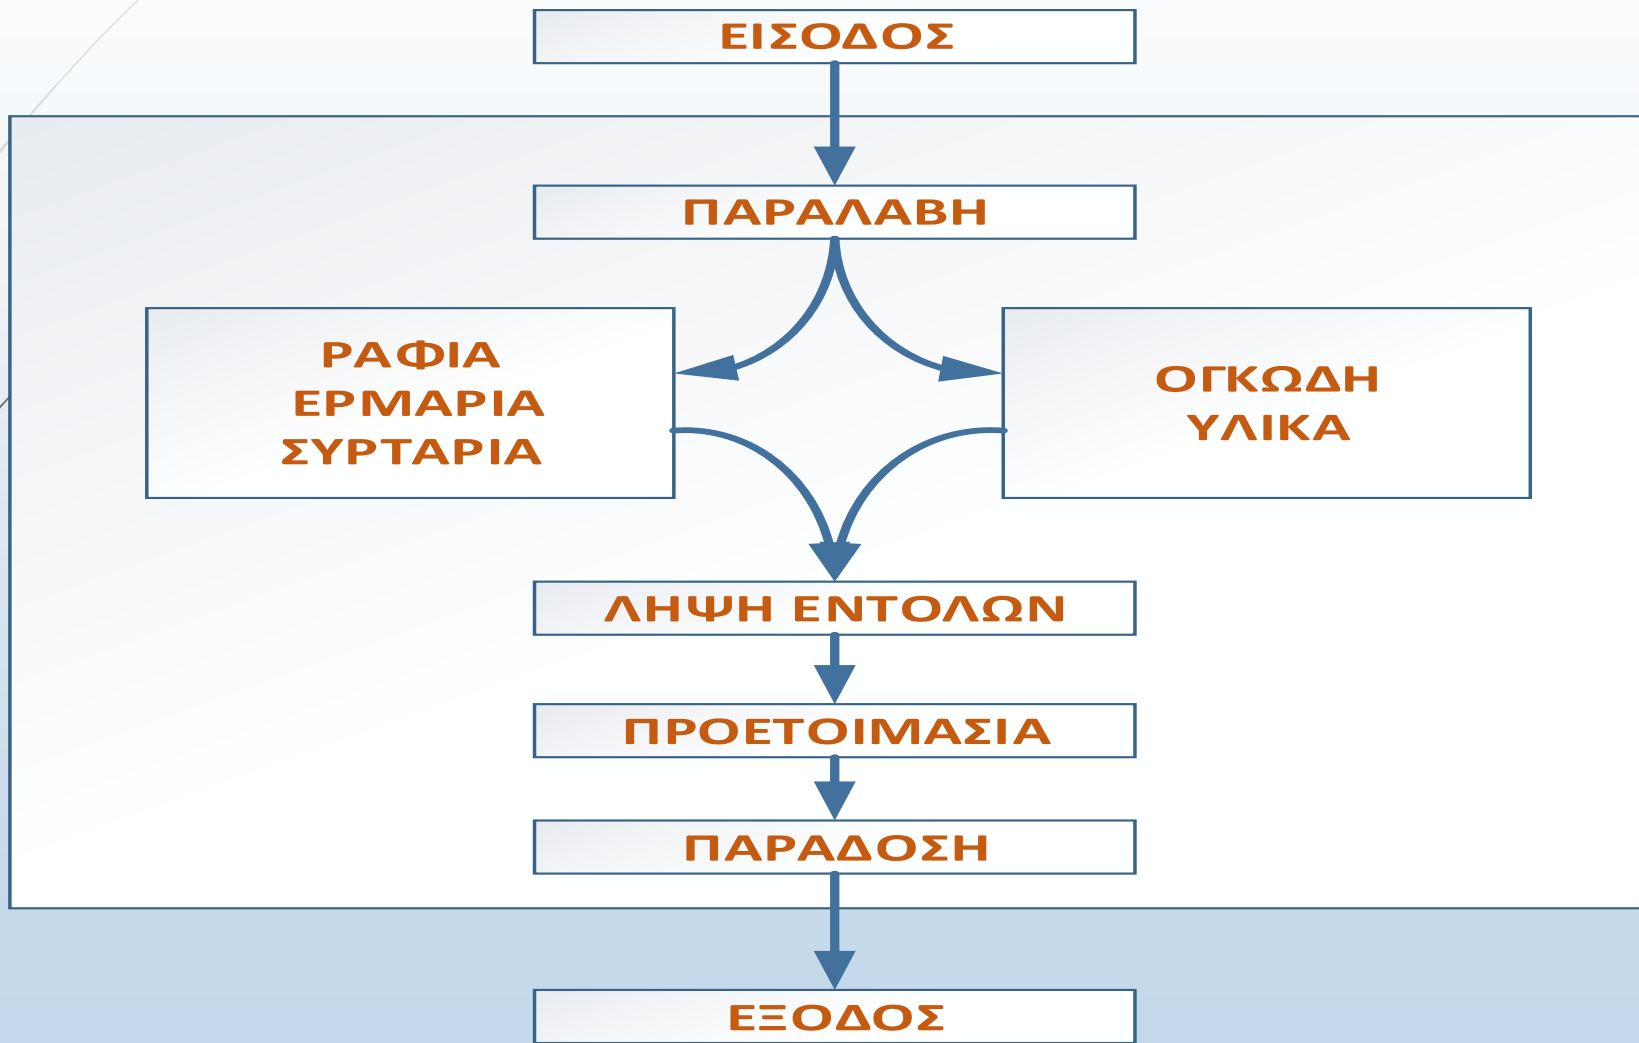 ΕΙΣΟΔΟΣ
ΠΑΡΑΛΑΒΗ
ΡΑΦΙΑ
ΕΡΜΑΡΙΑ
ΣΥΡΤΑΡΙΑ
ΟΓΚΩΔΗ
ΥΛΙΚΑ
ΛΗΨΗ ΕΝΤΟΛΩΝ
ΠΡΟΕΤΟΙΜΑΣΙΑ
ΠΑΡΑΔΟΣΗ
ΕΞΟΔΟΣ